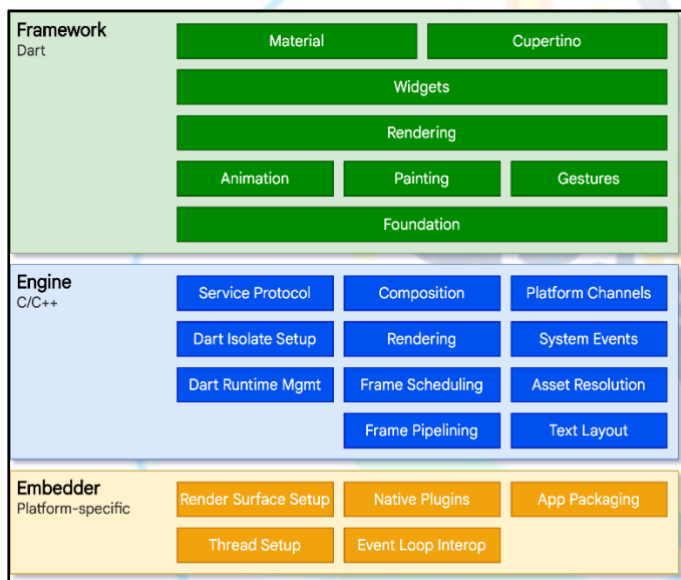 Framework
Dart
Material Cupertino
Widgets
Rendering
Animation Painting Gestures
Foundation
Engine
C/C++
Service Protocol Composition Platform Channels
Dart Isolate Setup Rendering System Events
Dart Runtime Mgmt Frame Scheduling Asset Resolution
Frame Pipelining Text Layout
Embedder
Platform-specific
Render Surface Setup Native Plugins App Packaging
Thread Setup Event Loop Interop